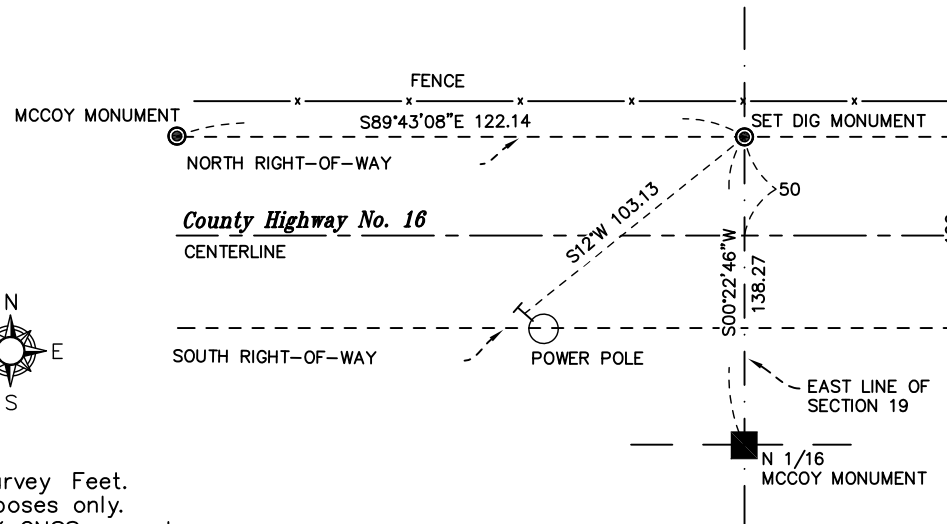 FENCE
MCCOY MONUMENT
S89°43'08"E 122.14
SET DIG MONUMENT
NORTH RIGHT-OF-WAY
50
County Highway No. 16
S12°W 103.13
CENTERLINE
S00°22'46"W
138.27
N
E
S
SOUTH RIGHT-OF-WAY
POWER POLE
EAST LINE OF
SECTION 19
N 1/16
MCCOY MONUMENT
Feet.
only.